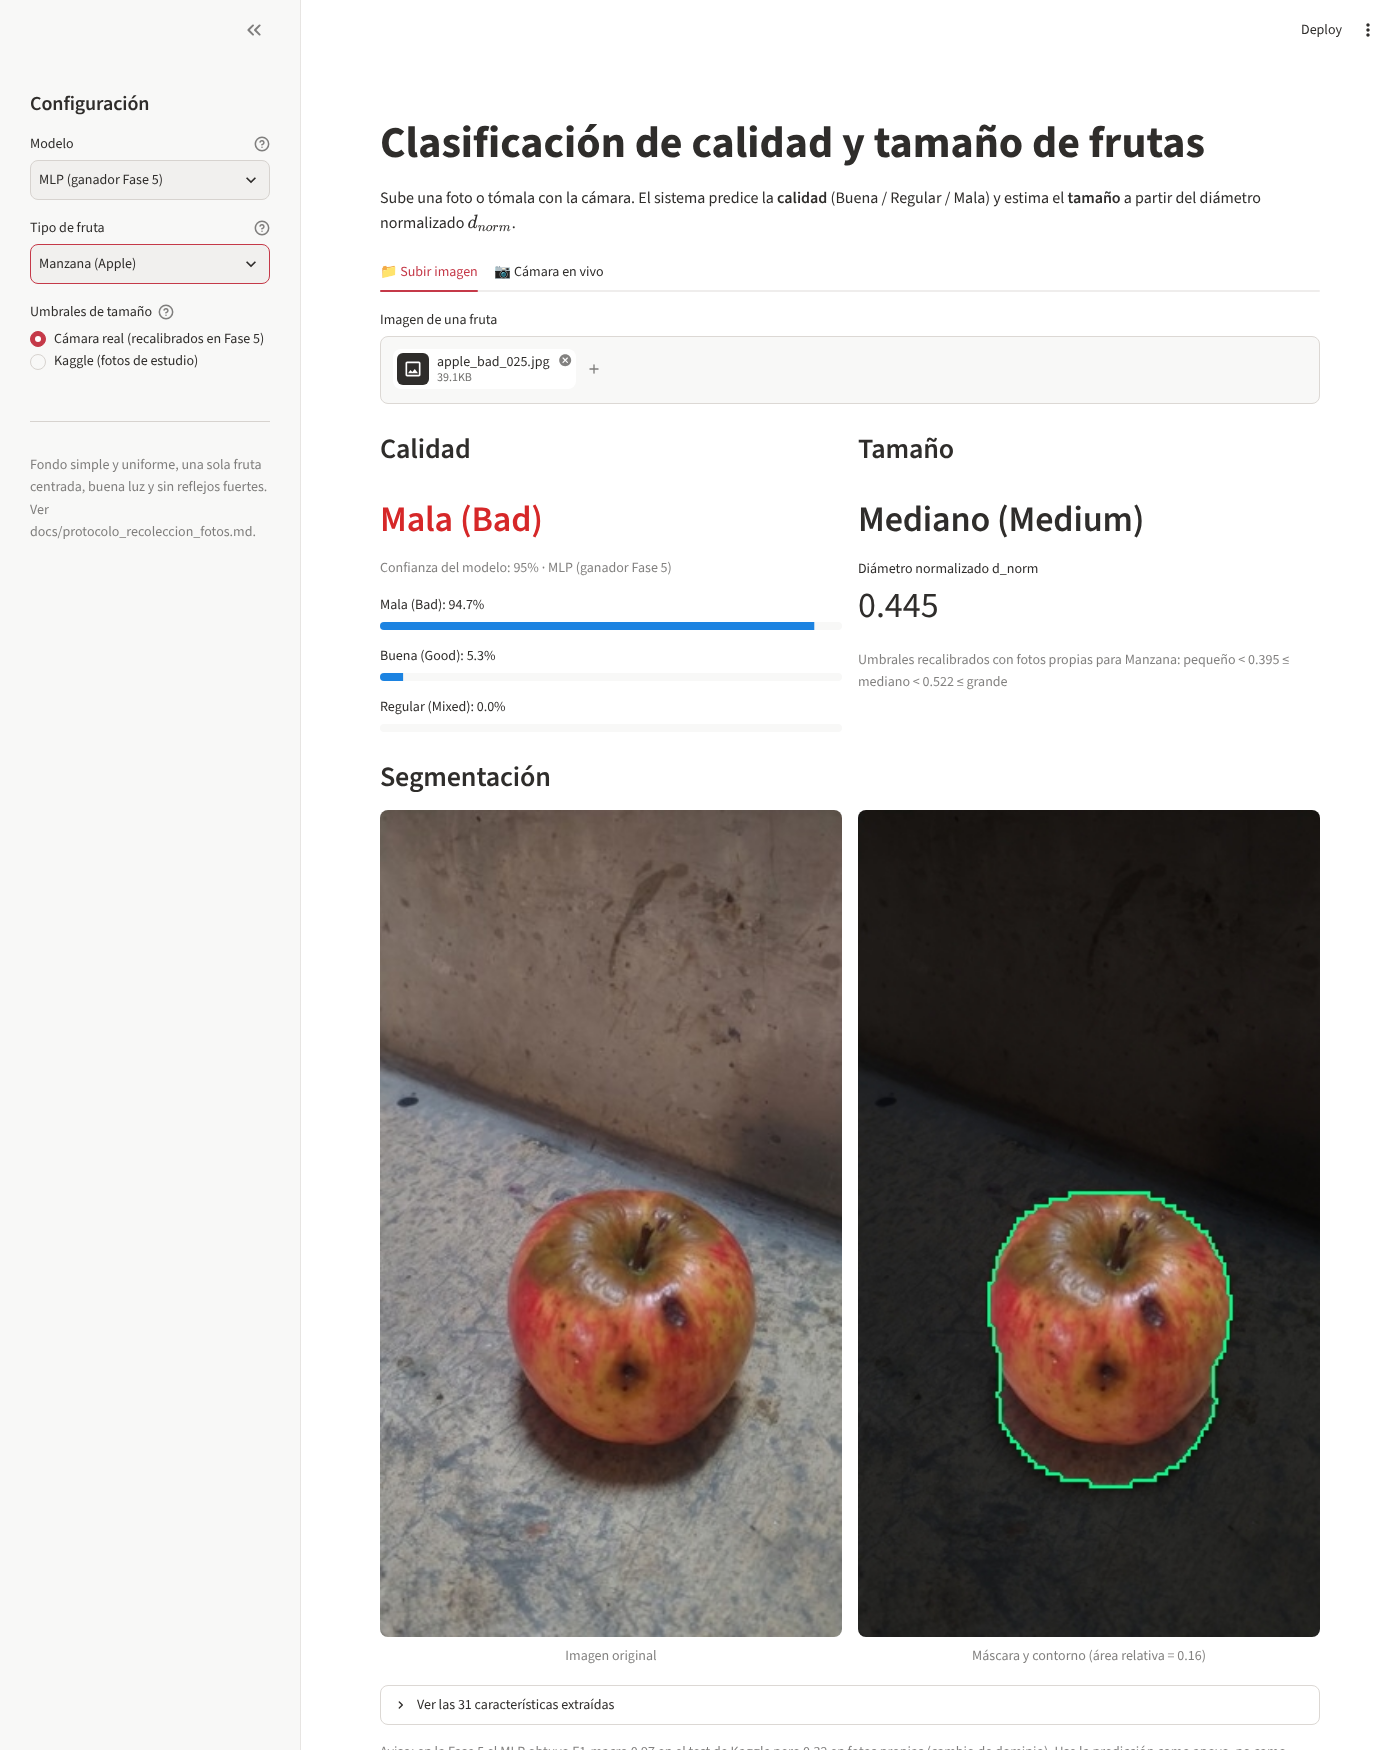 Deploy
Configuración
Modelo
MLP (ganador Fase 5)
Tipo de fruta
Manzana (Apple)
Umbrales de tamaño
Cámara real (recalibrados en Fase 5)
Kaggle (fotos de estudio)
Fondo simple y uniforme, una sola fruta
centrada, buena luz y sin reflejos fuertes.
Ver
docs/protocolo_recoleccion_fotos.md.
Clasificación de calidad y tamaño de frutas
Sube una foto o tómala con la cámara. El sistema predice la calidad (Buena / Regular / Mala) y estima el tamaño a partir del diámetro
normalizado d_norm.
📁 Subir imagen 📷 Cámara en vivo
Imagen de una fruta
apple_bad_025.jpg
39.1KB
Calidad
Mala (Bad)
Confianza del modelo: 95% · MLP (ganador Fase 5)
Mala (Bad): 94.7%
Buena (Good): 5.3%
Regular (Mixed): 0.0%
Tamaño
Mediano (Medium)
Diámetro normalizado d_norm
0.445
Umbrales recalibrados con fotos propias para Manzana: pequeño < 0.395 ≤
mediano < 0.522 ≤ grande
Segmentación
Imagen original
Máscara y contorno (área relativa = 0.16)
Ver las 31 características extraídas